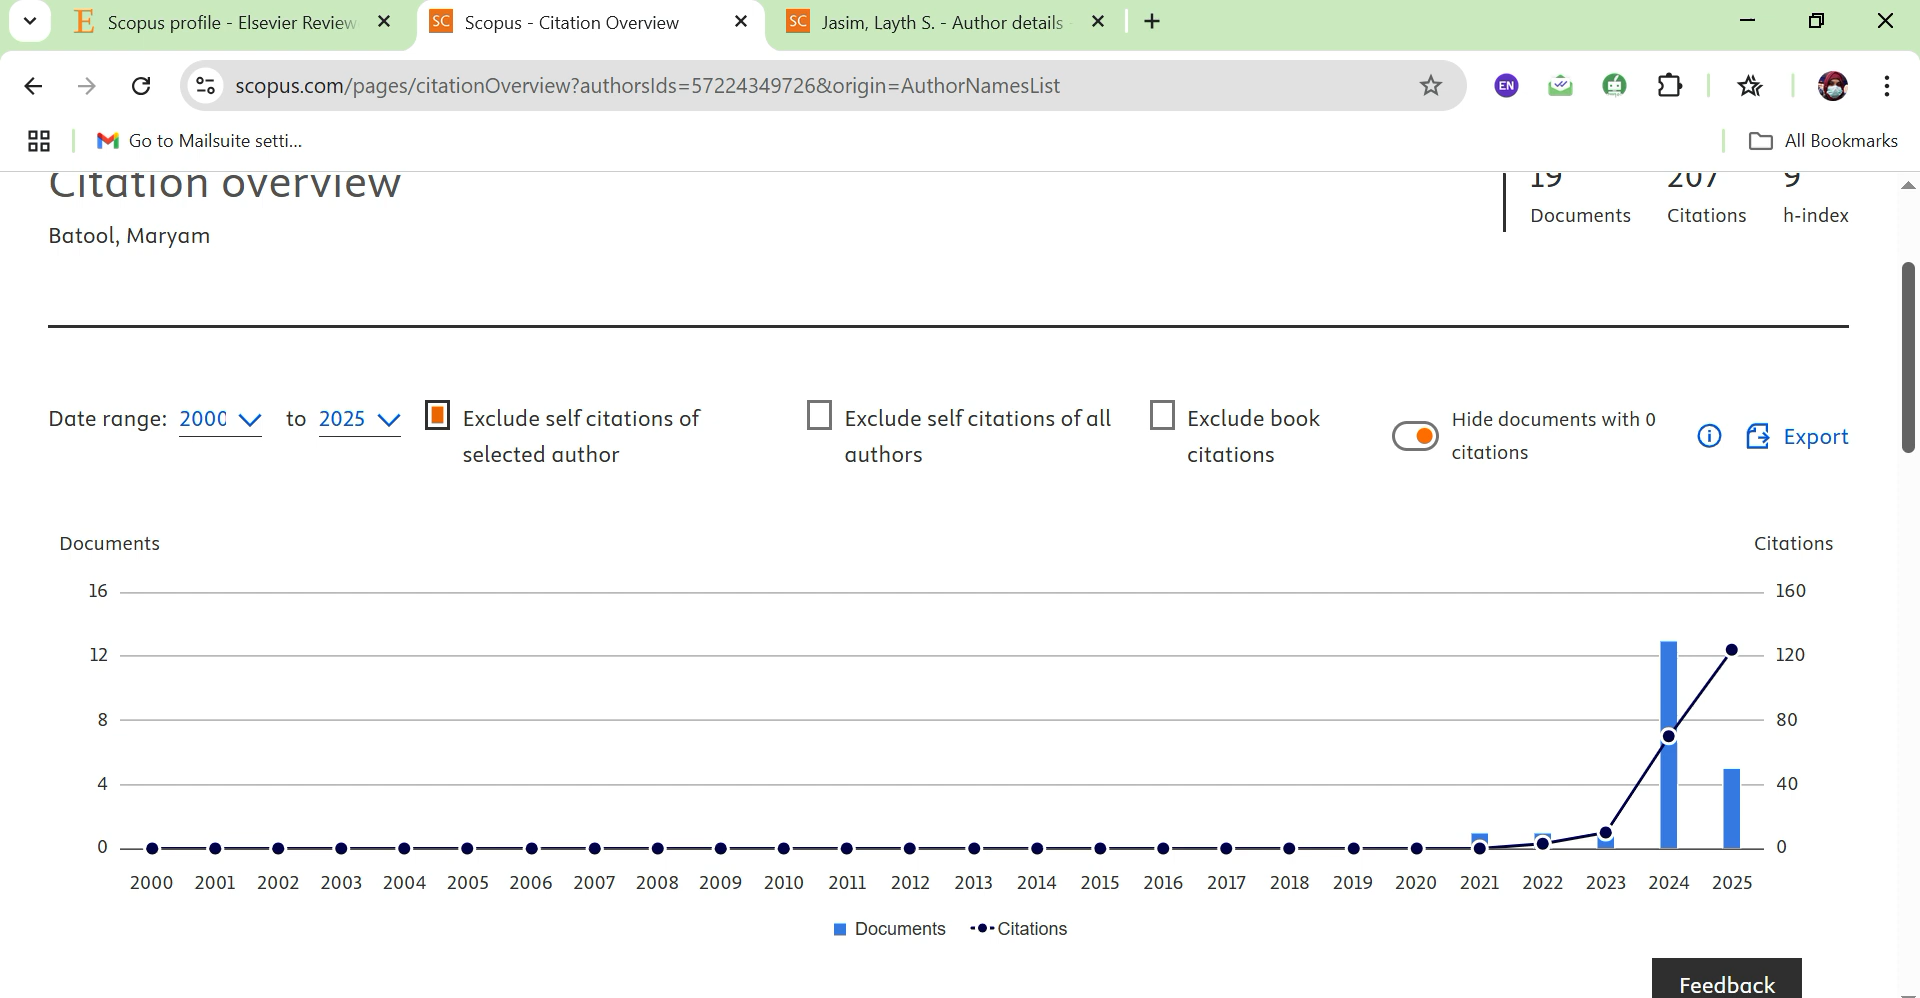 Scopus profile - Elsevier Review
Scopus - Citation Overview
Jasim, Layth S. - Author details
scopus.com/pages/citationOverview?authorsIds=57224349726&origin=AuthorNamesList
EN
Go to Mailsuite setti...
All Bookmarks
Citation overview
19 207 9
Documents Citations h-index
Batool, Maryam
Date range: 2000 to 2025
Exclude self citations of
selected author
Exclude self citations of all
authors
Exclude book
citations
Hide documents with 0
citations
Export
Documents
Citations
16 160
12 120
8 80
4 40
0 0
2000 2001 2002 2003 2004 2005 2006 2007 2008 2009 2010 2011 2012 2013 2014 2015 2016 2017 2018 2019 2020 2021 2022 2023 2024 2025
Documents Citations
Feedback